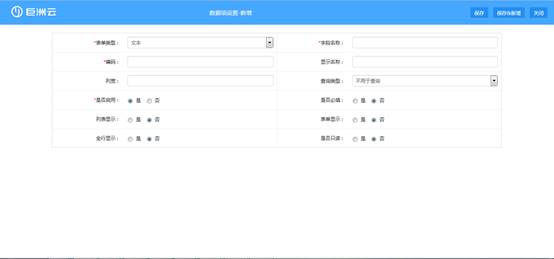 巨洲云 数据项设置-新增 保存 保存&新增 关闭
*表单类型： 文本 *字段名称：
*编码： 显示名称：
列宽： 查询类型： 不用于查询
*是否启用： 是 否 是否必填： 是 否
列表显示： 是 否 表单显示： 是 否
全行显示： 是 否 是否只读： 是 否